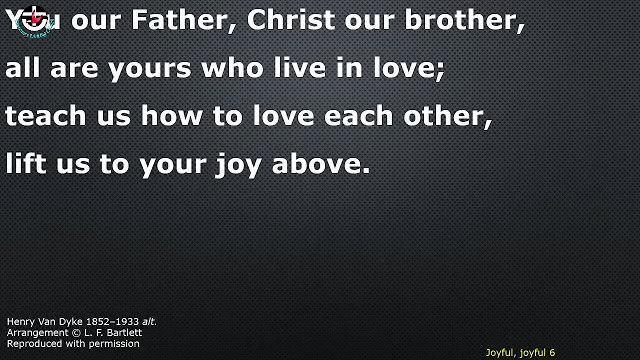 You our Father, Christ our brother,
all are yours who live in love;
teach us how to love each other,
lift us to your joy above.
Henry Van Dyke 1852–1933 alt.
Arrangement © L. F. Bartlett
Reproduced with permission
Joyful, joyful 6